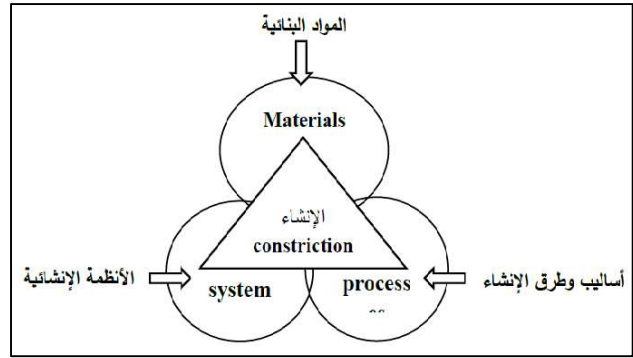 المواد البنائية
Materials
الإنشاء
constriction
الأنظمة الإنشائية
system
process
أساليب وطرق الإنشاء